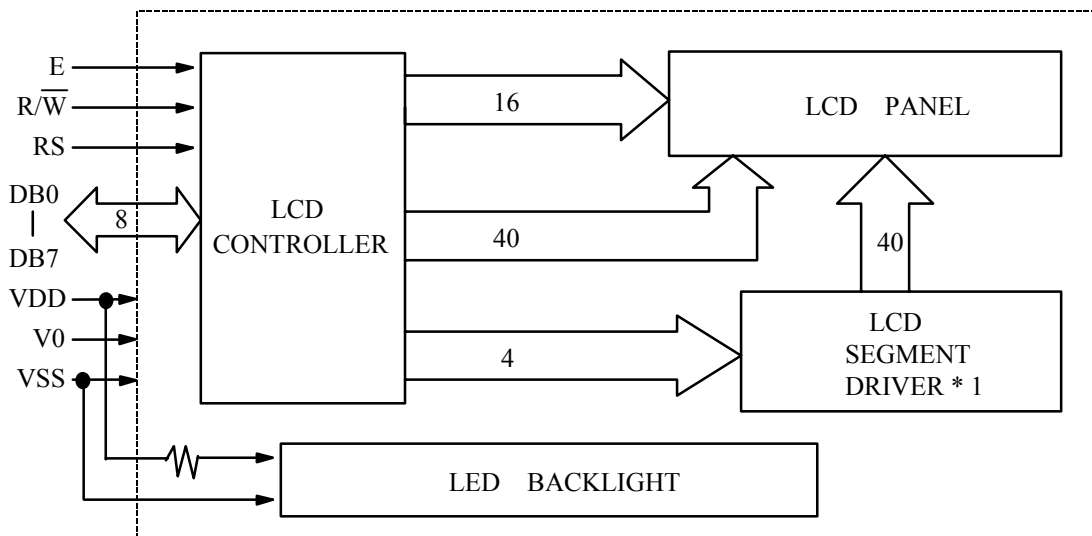 E
R/W̅
RS
DB0
DB7
VDD
V0
VSS
8
LCD
CONTROLLER
16
40
4
LCD PANEL
40
LCD
SEGMENT
DRIVER * 1
LED BACKLIGHT